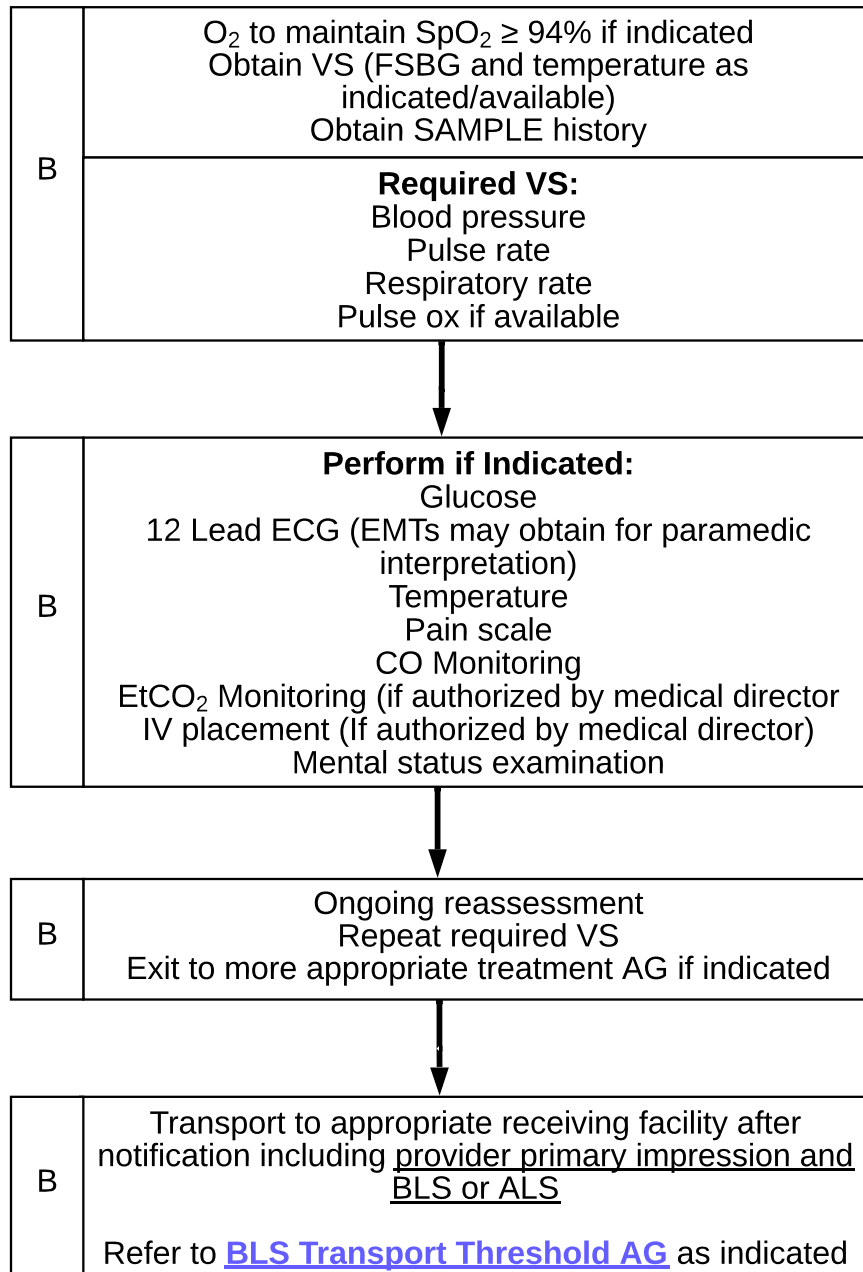 O₂ to maintain SpO₂ ≥ 94% if indicated
Obtain VS (FSBG and temperature as
indicated/available)
Obtain SAMPLE history
B
Required VS:
Blood pressure
Pulse rate
Respiratory rate
Pulse ox if available
Perform if Indicated:
Glucose
12 Lead ECG (EMTs may obtain for paramedic
interpretation)
Temperature
B
Pain scale
CO Monitoring
EtCO₂ Monitoring (if authorized by medical director
IV placement (If authorized by medical director)
Mental status examination
Ongoing reassessment
B
Repeat required VS
Exit to more appropriate treatment AG if indicated
Transport to appropriate receiving facility after
notification including provider primary impression and
B
BLS or ALS
Refer to BLS Transport Threshold AG as indicated